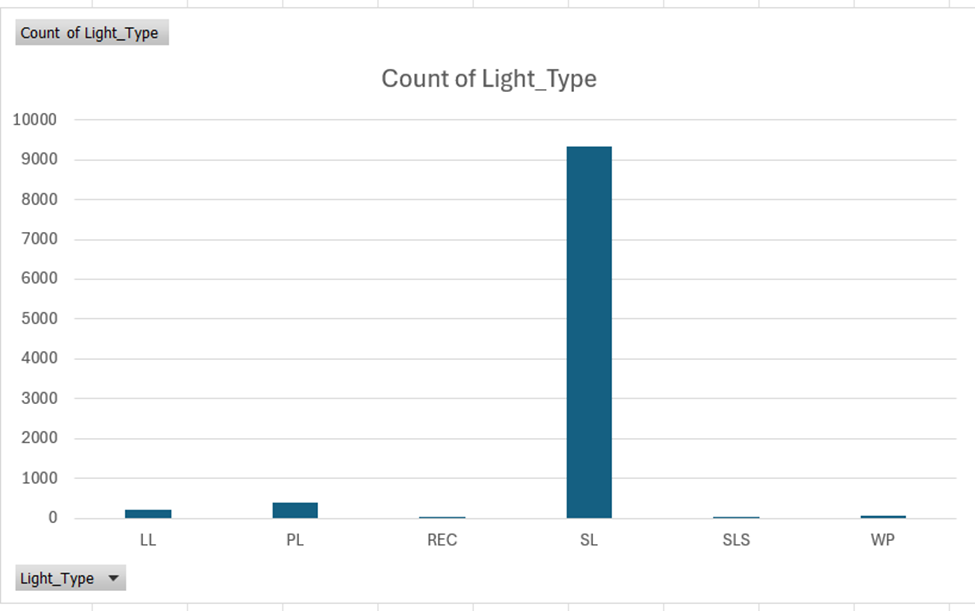 Count of Light_Type
Count of Light_Type
10000
9000
8000
7000
6000
5000
4000
3000
2000
1000
0
LL PL REC SL SLS WP
Light_Type